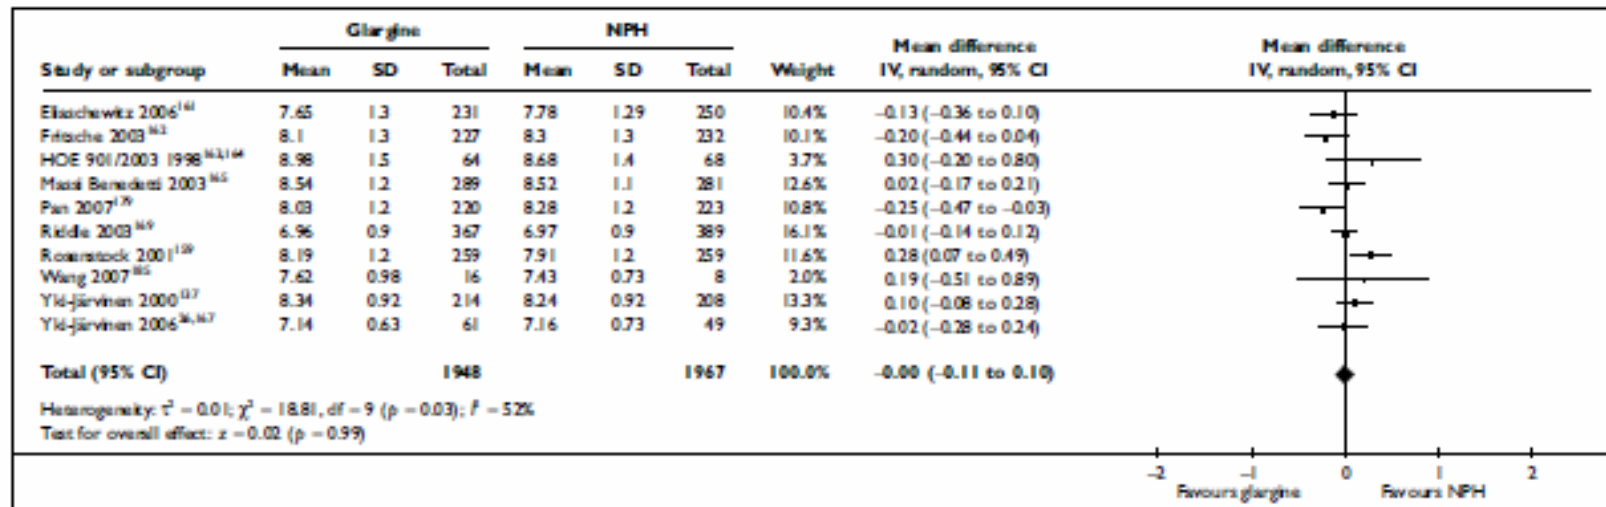 Glargine NPH
Mean difference Mean difference
Study or subgroup Mean SD Total Mean SD Total Weight IV, random, 95% CI IV, random, 95% CI
Eliaschewitz 2006¹⁶¹ 7.65 1.3 231 7.78 1.29 250 10.4% –0.13 (–0.36 to 0.10)
Fritsche 2003¹⁶² 8.1 1.3 227 8.3 1.3 232 10.1% –0.20 (–0.44 to 0.04)
HOE 901/2003 1998¹⁶³,¹⁶⁴ 8.98 1.5 64 8.68 1.4 68 3.7% 0.30 (–0.20 to 0.80)
Massi Benedetti 2003¹⁶⁵ 8.54 1.2 289 8.52 1.1 281 12.6% 0.02 (–0.17 to 0.21)
Pan 2007¹⁷⁹ 8.03 1.2 220 8.28 1.2 223 10.8% –0.25 (–0.47 to –0.03)
Riddle 2003¹⁶⁹ 6.96 0.9 367 6.97 0.9 389 16.1% –0.01 (–0.14 to 0.12)
Rosenstock 2001¹⁵⁹ 8.19 1.2 259 7.91 1.2 259 11.6% 0.28 (0.07 to 0.49)
Wang 2007¹⁸⁵ 7.62 0.98 16 7.43 0.73 8 2.0% 0.19 (–0.51 to 0.89)
Yki-Järvinen 2000¹³⁷ 8.34 0.92 214 8.24 0.92 208 13.3% 0.10 (–0.08 to 0.28)
Yki-Järvinen 2006³⁶,¹⁶⁷ 7.14 0.63 61 7.16 0.73 49 9.3% –0.02 (–0.28 to 0.24)
Total (95% CI) 1948 1967 100.0% –0.00 (–0.11 to 0.10)
Heterogeneity: τ² = 0.01; χ² = 18.81, df = 9 (p = 0.03); I² = 52%
Test for overall effect: z = 0.02 (p = 0.99)
–2 –1 0 1 2
Favours glargine Favours NPH